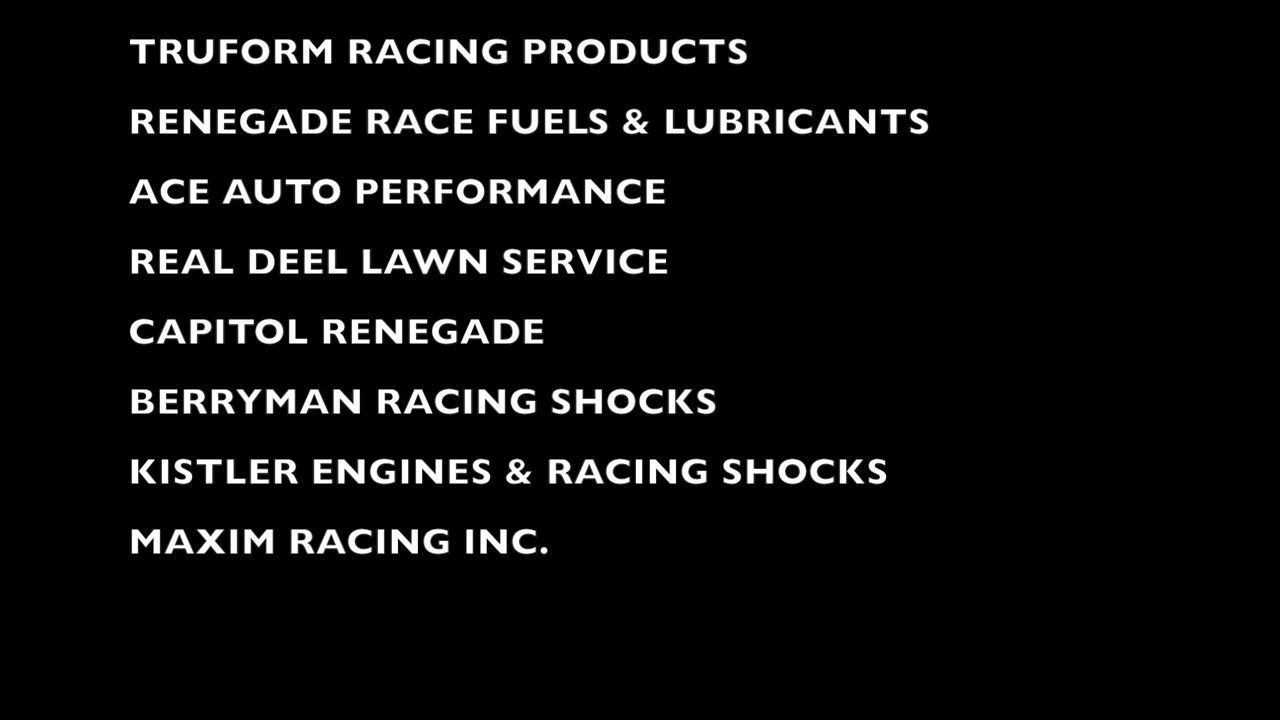 TRUFORM RACING PRODUCTS
RENEGADE RACE FUELS & LUBRICANTS
ACE AUTO PERFORMANCE
REAL DEEL LAWN SERVICE
CAPITOL RENEGADE
BERRYMAN RACING SHOCKS
KISTLER ENGINES & RACING SHOCKS
MAXIM RACING INC.